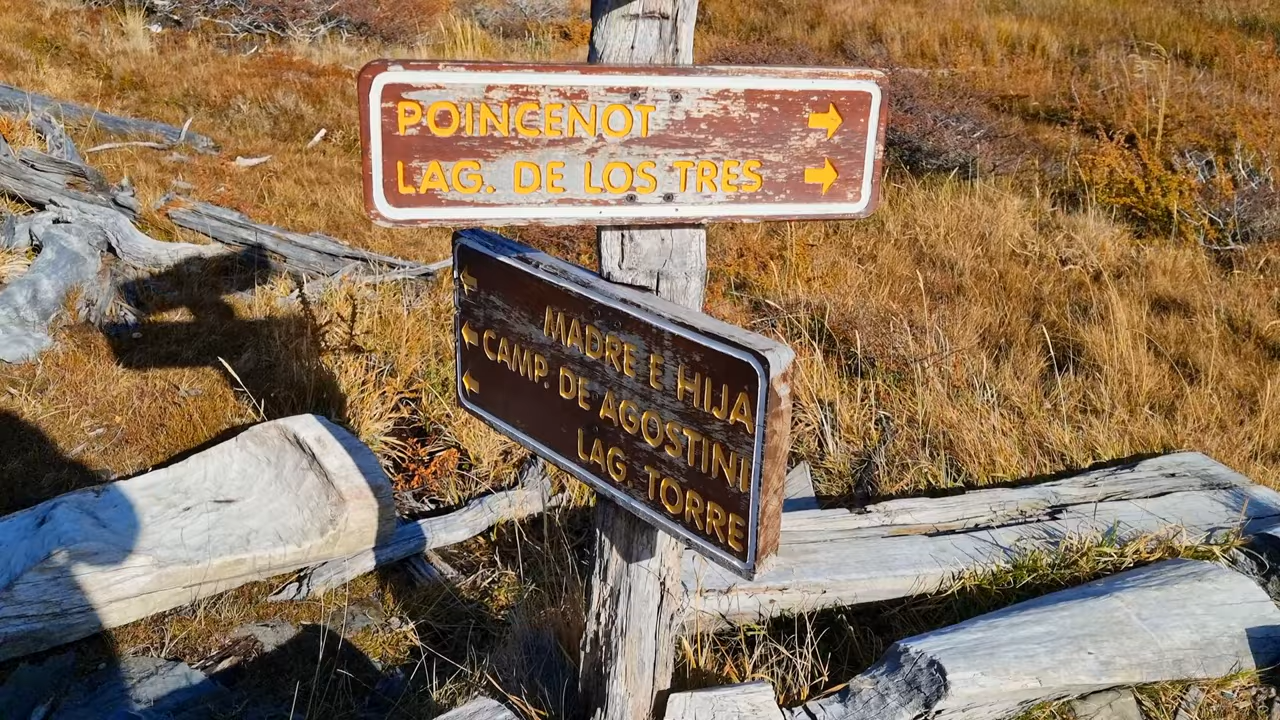 POINCENOT
LAG. DE LOS TRES
MADRE E HIJA
CAMP. DE AGOSTINI
LAG. TORRE